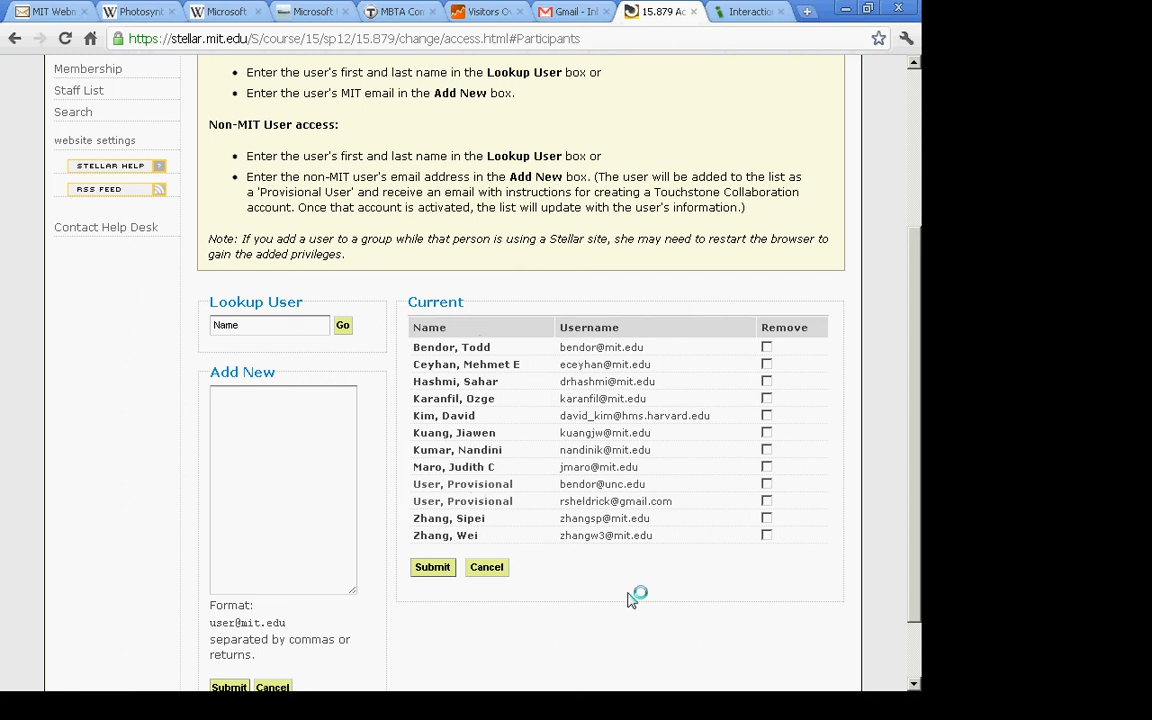 MIT Webm
Photosynt
Microsoft
Microsoft
MBTA Con
Visitors Ov
Gmail - Inb
15.879 Ac
Interaction
https://stellar.mit.edu/S/course/15/sp12/15.879/change/access.html#Participants
Membership
Staff List
Search
website settings
STELLAR HELP ?
RSS FEED
Contact Help Desk
• Enter the user's first and last name in the Lookup User box or
• Enter the user's MIT email in the Add New box.
Non-MIT User access:
• Enter the user's first and last name in the Lookup User box or
• Enter the non-MIT user's email address in the Add New box. (The user will be added to the list as
a 'Provisional User' and receive an email with instructions for creating a Touchstone Collaboration
account. Once that account is activated, the list will update with the user's information.)
Note: If you add a user to a group while that person is using a Stellar site, she may need to restart the browser to
gain the added privileges.
Lookup User
Name Go
Add New
Format:
user@mit.edu
separated by commas or
returns.
Submit Cancel
Current
Name Username Remove
Bendor, Todd bendor@mit.edu
Ceyhan, Mehmet E eceyhan@mit.edu
Hashmi, Sahar drhashmi@mit.edu
Karanfil, Ozge karanfil@mit.edu
Kim, David david_kim@hms.harvard.edu
Kuang, Jiawen kuangjw@mit.edu
Kumar, Nandini nandinik@mit.edu
Maro, Judith C jmaro@mit.edu
User, Provisional bendor@unc.edu
User, Provisional rsheldrick@gmail.com
Zhang, Sipei zhangsp@mit.edu
Zhang, Wei zhangw3@mit.edu
Submit Cancel